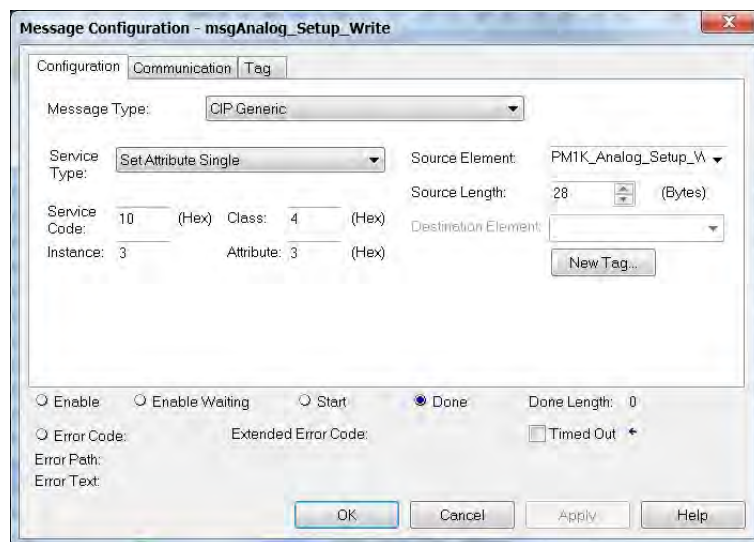 Message Configuration - msgAnalog_Setup_Write
Configuration Communication Tag
Message Type: CIP Generic
Service Type: Set Attribute Single
Source Element: PM1K_Analog_Setup_W
Source Length: 28 (Bytes)
Service Code: 10 (Hex) Class: 4 (Hex)
Destination Element:
Instance: 3 Attribute: 3 (Hex)
New Tag...
Enable Enable Waiting Start Done Done Length: 0
Error Code: Extended Error Code: Timed Out
Error Path:
Error Text:
OK Cancel Apply Help